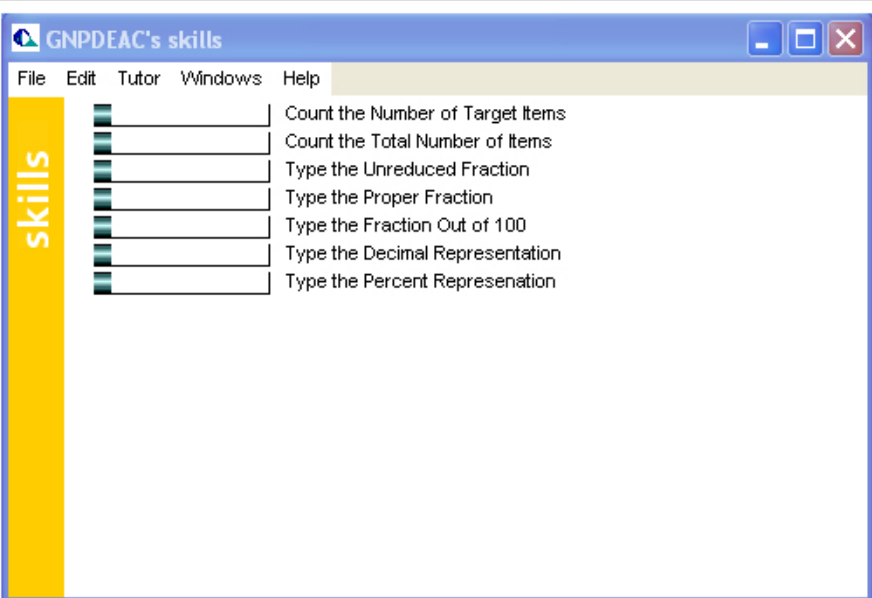 GNPDEAC's skills
File Edit Tutor Windows Help
skills
Count the Number of Target Items
Count the Total Number of Items
Type the Unreduced Fraction
Type the Proper Fraction
Type the Fraction Out of 100
Type the Decimal Representation
Type the Percent Represenation